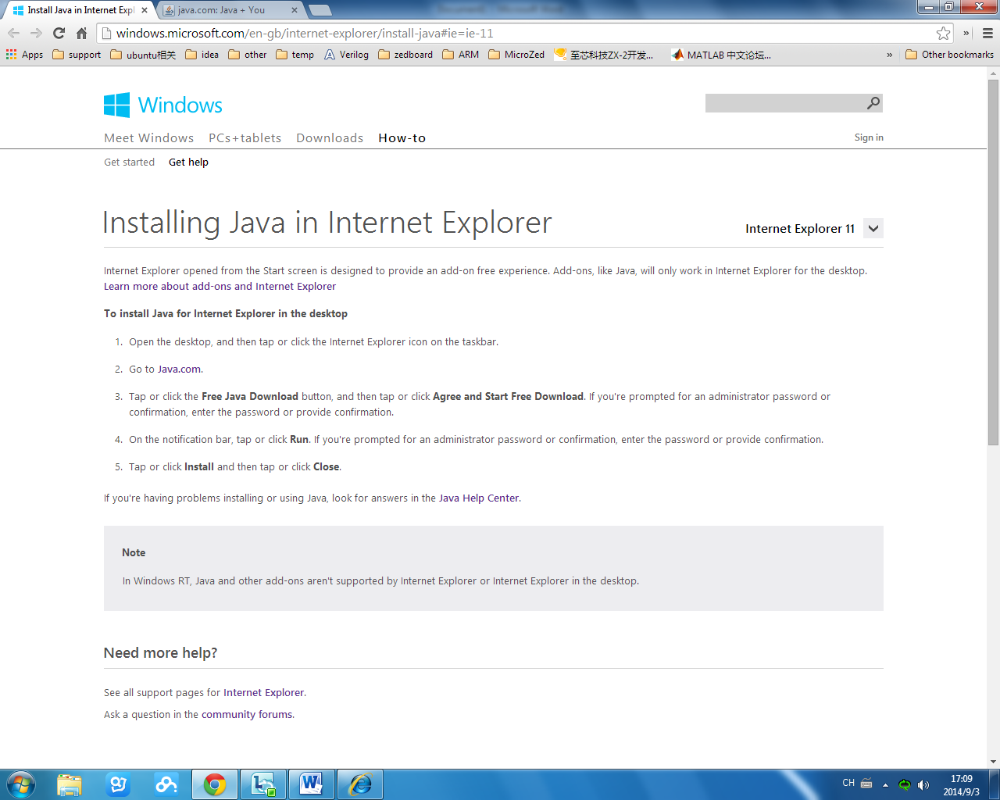 Install Java in Internet Expl
java.com: Java + You
windows.microsoft.com/en-gb/internet-explorer/install-java#ie=ie-11
Apps support ubuntu相关 idea other temp Verilog zedboard ARM MicroZed 至芯科技ZX-2开发... MATLAB 中文论坛... » Other bookmarks
Windows
Meet Windows PCs+tablets Downloads How-to Sign in
Get started Get help
Installing Java in Internet Explorer
Internet Explorer 11
Internet Explorer opened from the Start screen is designed to provide an add-on free experience. Add-ons, like Java, will only work in Internet Explorer for the desktop.
Learn more about add-ons and Internet Explorer
To install Java for Internet Explorer in the desktop
1. Open the desktop, and then tap or click the Internet Explorer icon on the taskbar.
2. Go to Java.com.
3. Tap or click the Free Java Download button, and then tap or click Agree and Start Free Download. If you're prompted for an administrator password or
confirmation, enter the password or provide confirmation.
4. On the notification bar, tap or click Run. If you're prompted for an administrator password or confirmation, enter the password or provide confirmation.
5. Tap or click Install and then tap or click Close.
If you're having problems installing or using Java, look for answers in the Java Help Center.
Note
In Windows RT, Java and other add-ons aren't supported by Internet Explorer or Internet Explorer in the desktop.
Need more help?
See all support pages for Internet Explorer.
Ask a question in the community forums.
CH
17:09
2014/9/3